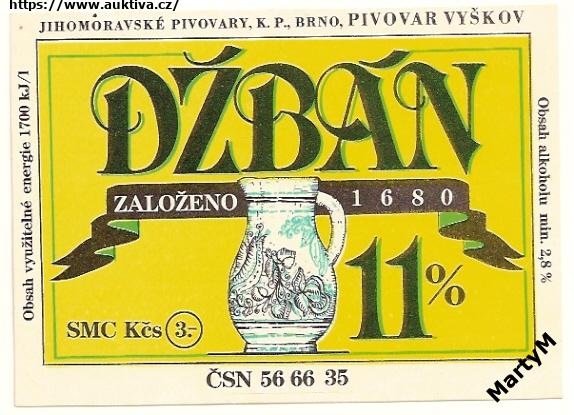 https://www.auktiva.cz/
JIHOMORAVSKÉ PIVOVARY, K. P., BRNO, PIVOVAR VYŠKOV
DŽBÁN
ZALOŽENO 1680
11%
SMC Kčs 3.-
ČSN 56 66 35
Obsah využitelné energie 1700 kJ/l
Obsah alkoholu min. 2,8 %
MartyM